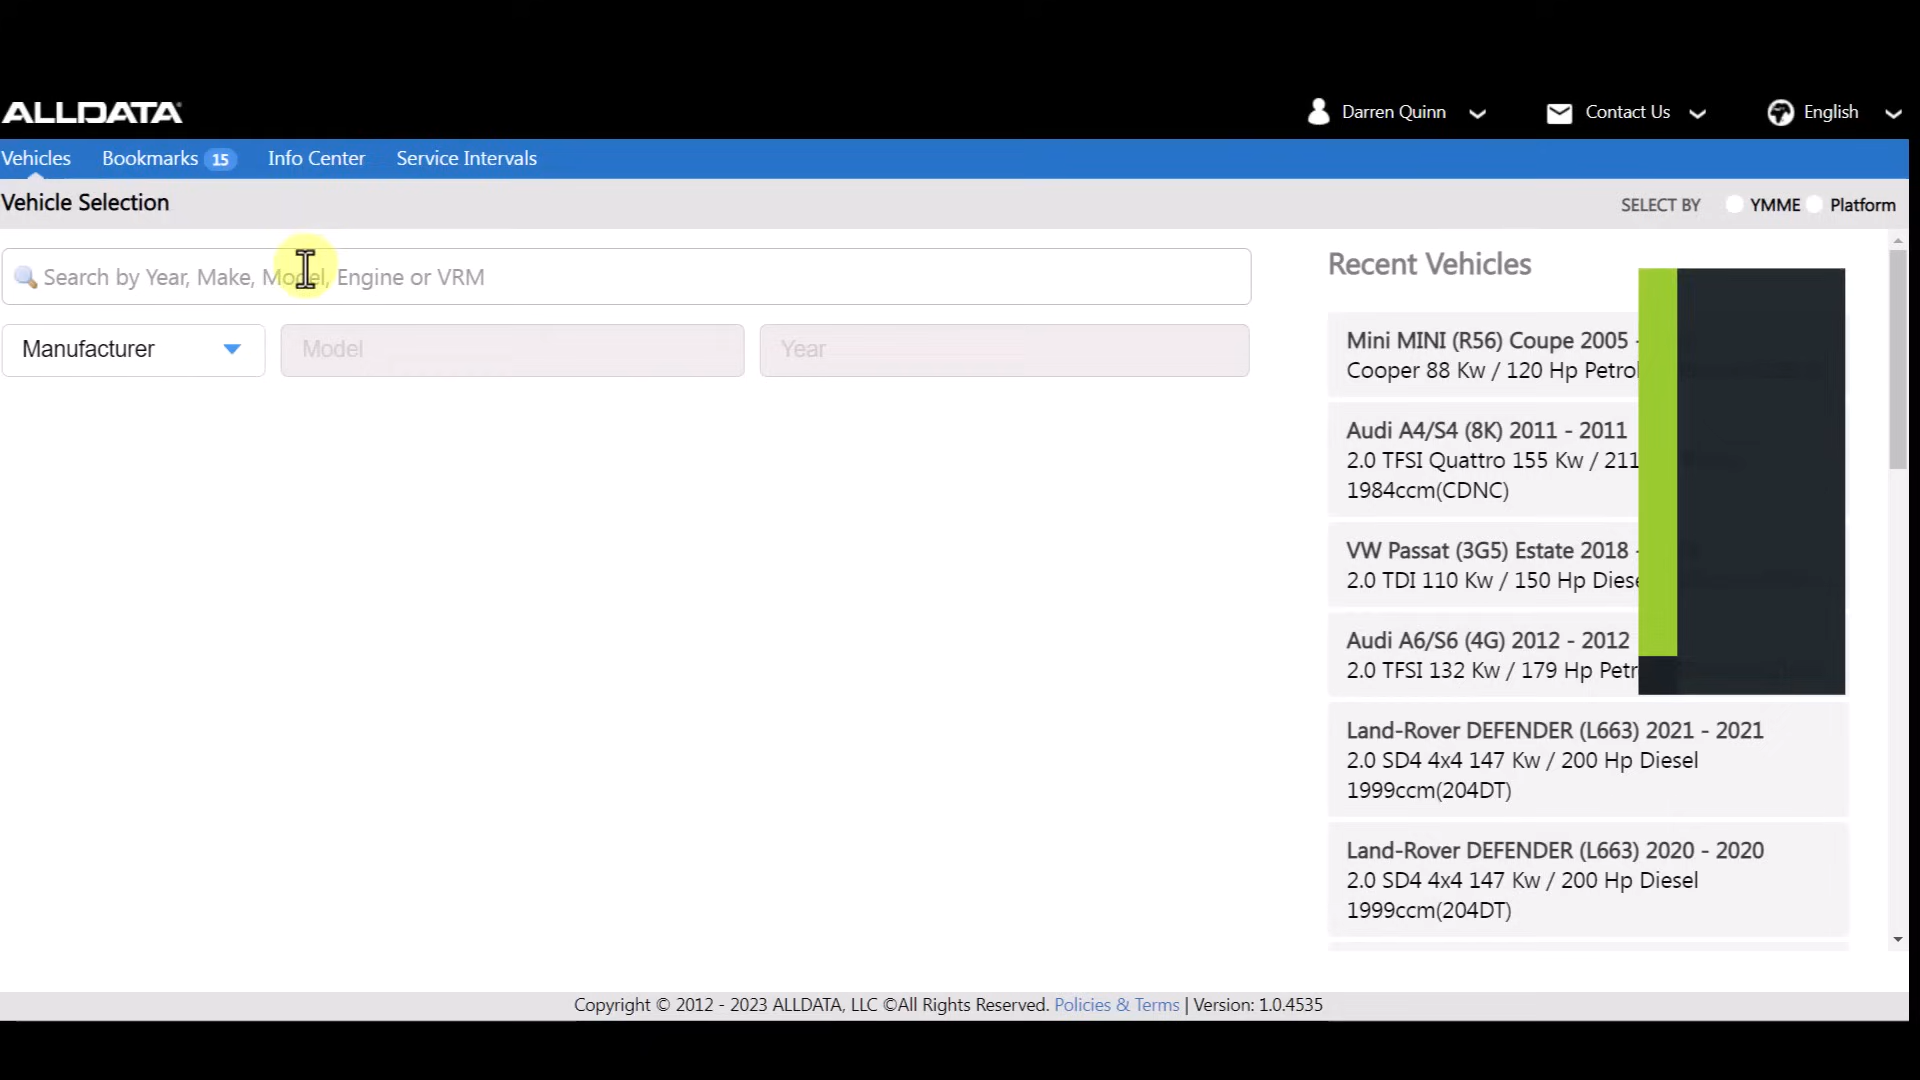 ALLDATA
Darren Quinn
Contact Us
English
Vehicles
Bookmarks 15
Info Center
Service Intervals
Vehicle Selection
SELECT BY YMME Platform
Search by Year, Make, Model, Engine or VRM
Manufacturer
Model
Year
Recent Vehicles
Mini MINI (R56) Coupe 2005 -
Cooper 88 Kw / 120 Hp Petrol
Audi A4/S4 (8K) 2011 - 2011
2.0 TFSI Quattro 155 Kw / 211
1984ccm(CDNC)
VW Passat (3G5) Estate 2018 -
2.0 TDI 110 Kw / 150 Hp
Audi A6/S6 (4G) 2012 - 2012
2.0 TFSI 132 Kw / 179 Hp
Land-Rover DEFENDER (L663) 2021 - 2021
2.0 SD4 4x4 147 Kw / 200 Hp Diesel
1999ccm(204DT)
Land-Rover DEFENDER (L663) 2020 - 2020
2.0 SD4 4x4 147 Kw / 200 Hp Diesel
1999ccm(204DT)
Copyright © 2012 - 2023 ALLDATA, LLC ©All Rights Reserved. Policies & Terms | Version: 1.0.4535